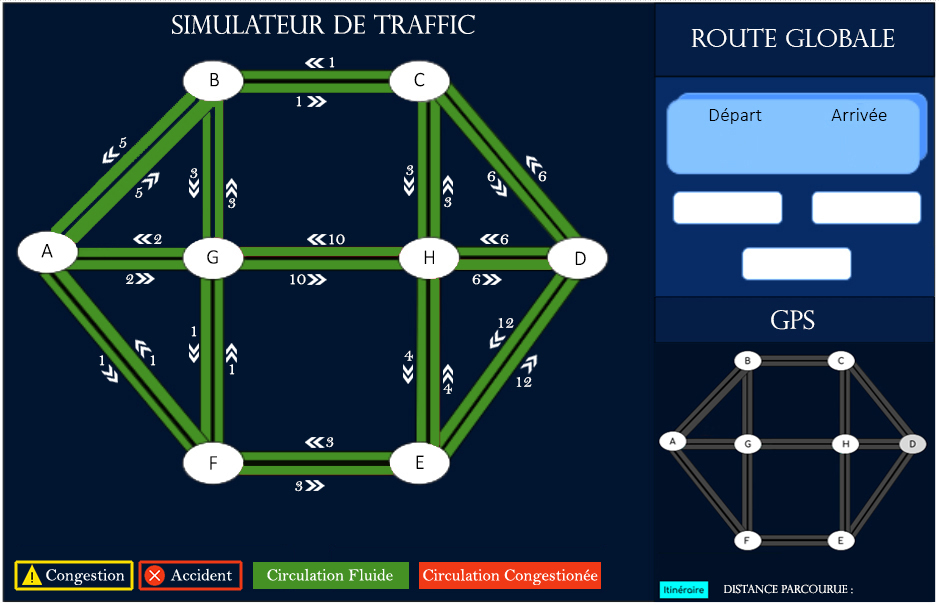 SIMULATEUR DE TRAFFIC
B
C
1
1
5
5
3
3
3
3
6
6
A
G
H
D
2
2
10
10
6
6
1
1
1
1
4
4
12
12
F
E
3
3
Congestion
Accident
Circulation Fluide
Circulation Congestionée
ROUTE GLOBALE
Départ
Arrivée
GPS
B
C
A
G
H
D
F
E
Itinéraire
DISTANCE PARCOURUE :